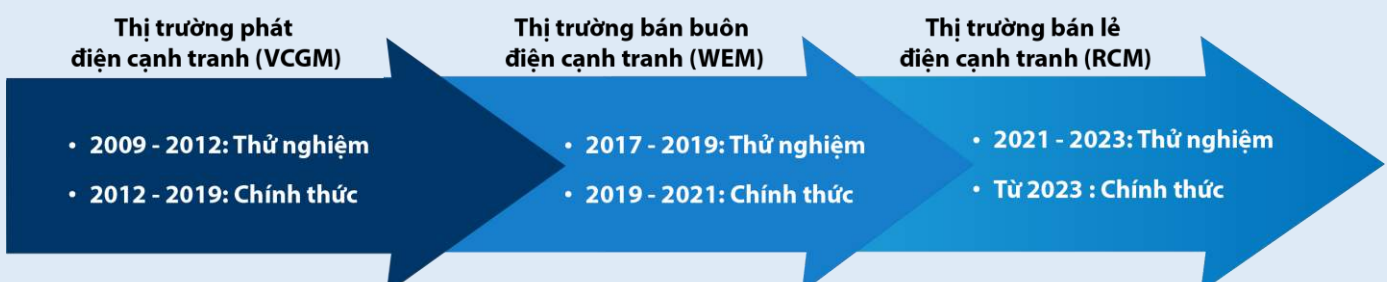 Thị trường phát
điện cạnh tranh (VCGM)
• 2009 - 2012: Thử nghiệm
• 2012 - 2019: Chính thức
Thị trường bán buôn
điện cạnh tranh (WEM)
• 2017 - 2019: Thử nghiệm
• 2019 - 2021: Chính thức
Thị trường bán lẻ
điện cạnh tranh (RCM)
• 2021 - 2023: Thử nghiệm
• Từ 2023 : Chính thức